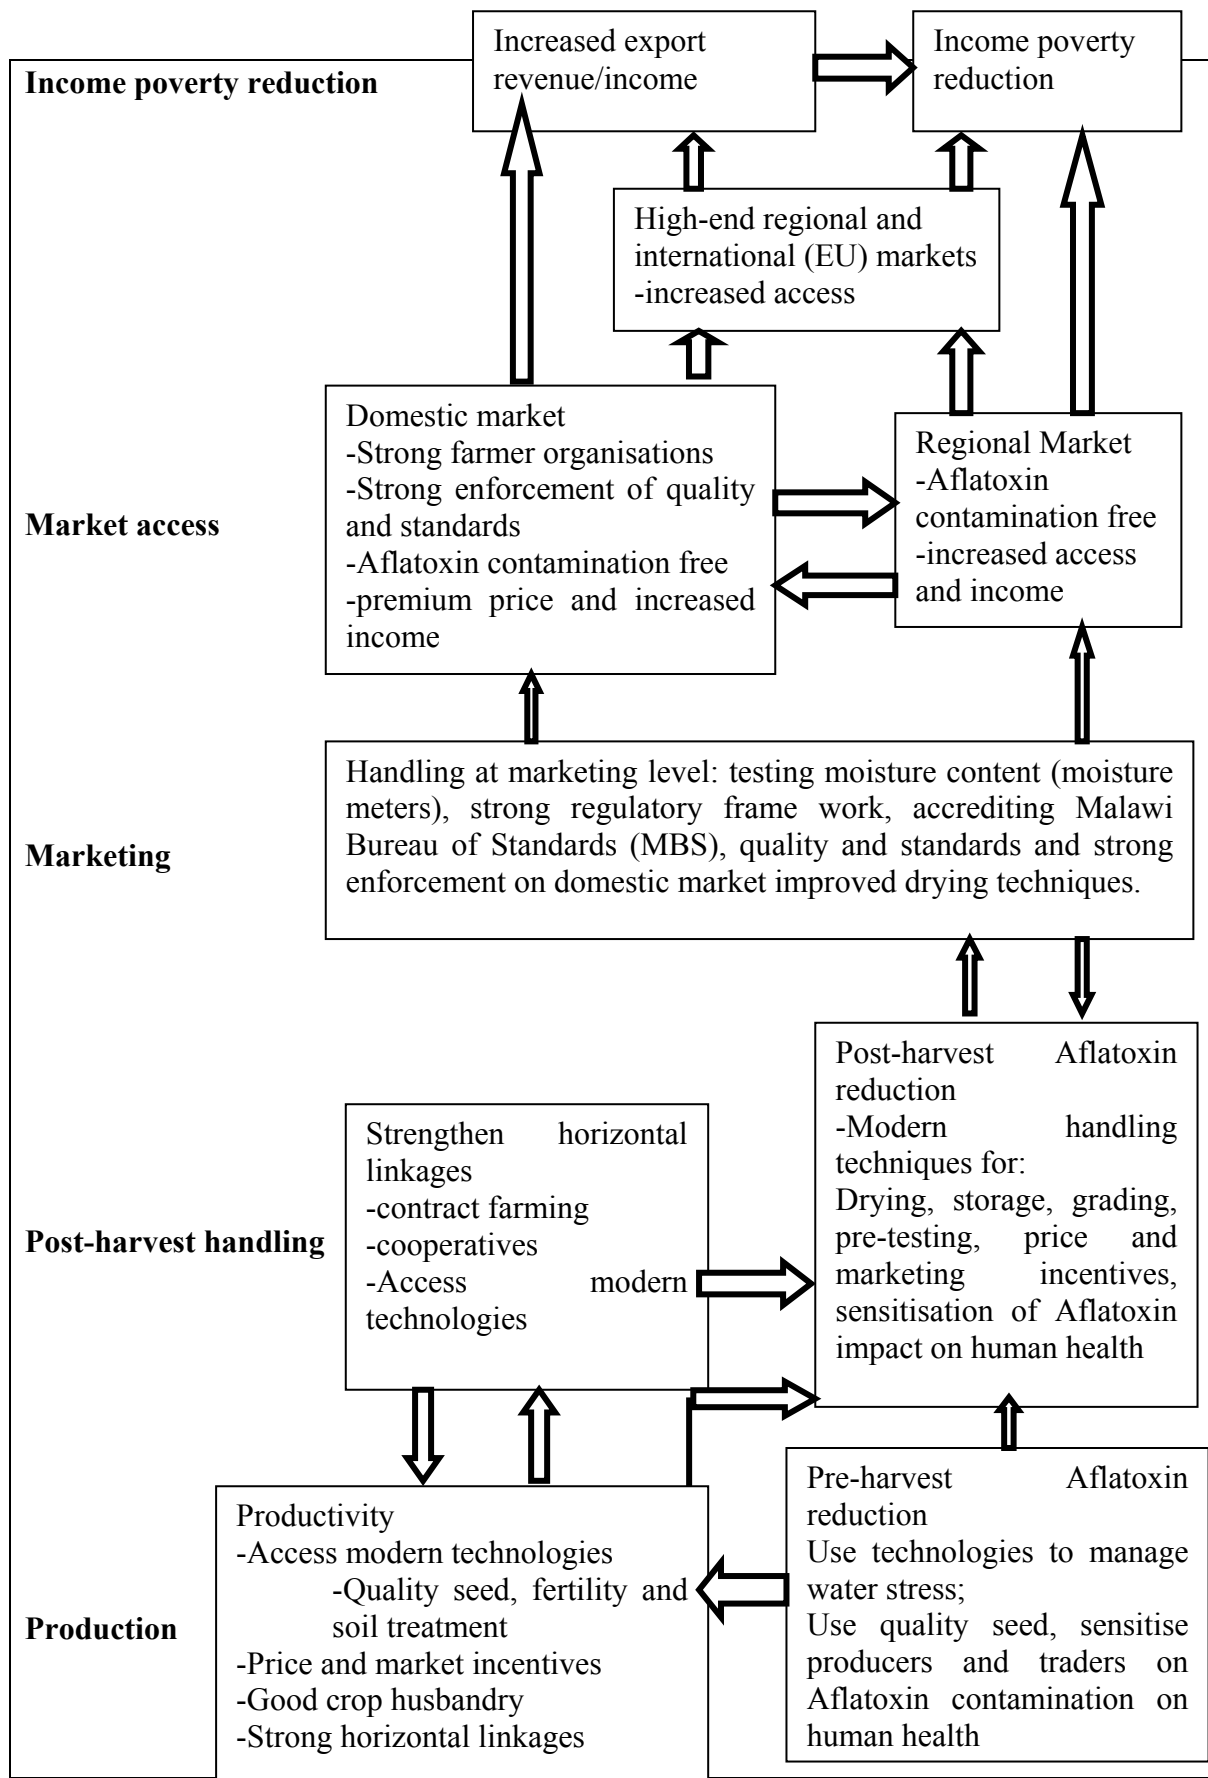 Increased export
revenue/income
Income poverty
reduction
Income poverty reduction
High-end regional and
international (EU) markets
-increased access
Domestic market
-Strong farmer organisations
-Strong enforcement of quality
and standards
-Aflatoxin contamination free
-premium price and increased
income
Regional Market
-Aflatoxin
contamination free
-increased access
and income
Market access
Handling at marketing level: testing moisture content (moisture
meters), strong regulatory frame work, accrediting Malawi
Bureau of Standards (MBS), quality and standards and strong
enforcement on domestic market improved drying techniques.
Marketing
Post-harvest Aflatoxin
reduction
-Modern handling
techniques for:
Drying, storage, grading,
pre-testing, price and
marketing incentives,
sensitisation of Aflatoxin
impact on human health
Strengthen horizontal
linkages
-contract farming
-cooperatives
-Access modern
technologies
Post-harvest handling
Productivity
-Access modern technologies
-Quality seed, fertility and
soil treatment
-Price and market incentives
-Good crop husbandry
-Strong horizontal linkages
Pre-harvest Aflatoxin
reduction
Use technologies to manage
water stress;
Use quality seed, sensitise
producers and traders on
Aflatoxin contamination on
human health
Production